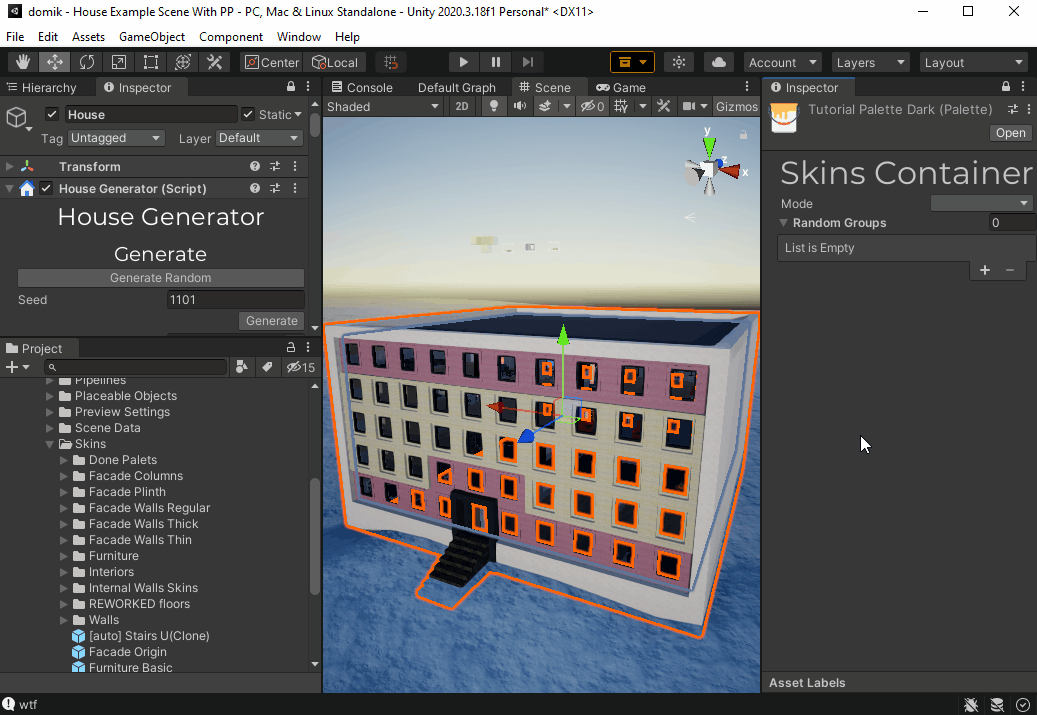 domik - House Example Scene With PP - PC, Mac & Linux Standalone - Unity 2020.3.18f1 Personal* <DX11>
File Edit Assets GameObject Component Window Help
Center Local Account Layers Layout
Hierarchy Inspector Console Default Graph Scene Game Inspector
Shaded 2D 0 Gizmos
House Static
Tag Untagged Layer Default
Transform
House Generator (Script)
House Generator
Generate
Generate Random
Seed 1101
Generate
Project
15
Pipelines
Placeable Objects
Preview Settings
Scene Data
Skins
Done Palets
Facade Columns
Facade Plinth
Facade Walls Regular
Facade Walls Thick
Facade Walls Thin
Furniture
Interiors
Internal Walls Skins
REWORKED floors
Walls
[auto] Stairs U(Clone)
Facade Origin
Furniture Basic
y
z
x
Tutorial Palette Dark (Palette)
Open
Skins Container
Mode
Random Groups 0
List is Empty
+ −
Asset Labels
wtf